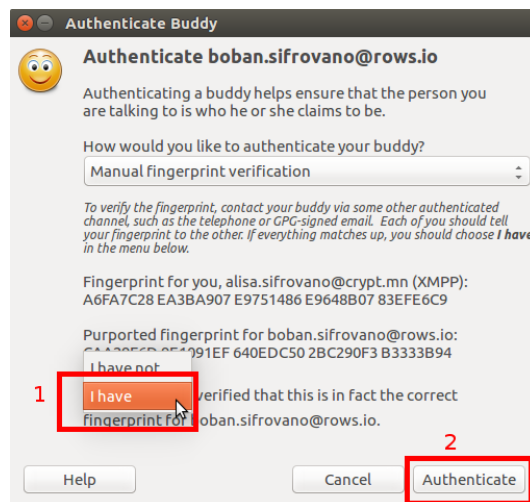 Authenticate Buddy
Authenticate boban.sifrovano@rows.io
Authenticating a buddy helps ensure that the person you
are talking to is who he or she claims to be.
How would you like to authenticate your buddy?
Manual fingerprint verification
To verify the fingerprint, contact your buddy via some other authenticated
channel, such as the telephone or GPG-signed email. Each of you should tell
your fingerprint to the other. If everything matches up, you should choose I have
in the menu below.
Fingerprint for you, alisa.sifrovano@crypt.mn (XMPP):
A6FA7C28 EA3BA907 E9751486 E9648B07 83EFE6C9
Purported fingerprint for boban.sifrovano@rows.io:
640EDC50 2BC290F3 B3333B94
I have not
1
I have
verified that this is in fact the correct
fingerprint for boban.sifrovano@rows.io.
2
Help
Cancel
Authenticate